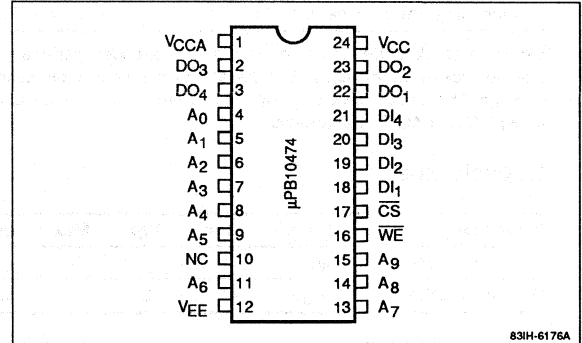 VCCA 1 24 VCC
DO3 2 23 DO2
DO4 3 22 DO1
A0 4 21 DI4
A1 5 20 DI3
A2 6 19 DI2
A3 7 18 DI1
A4 8 17 CS
A5 9 16 WE
NC 10 15 A9
A6 11 14 A8
VEE 12 13 A7
µPB10474
83IH-6176A